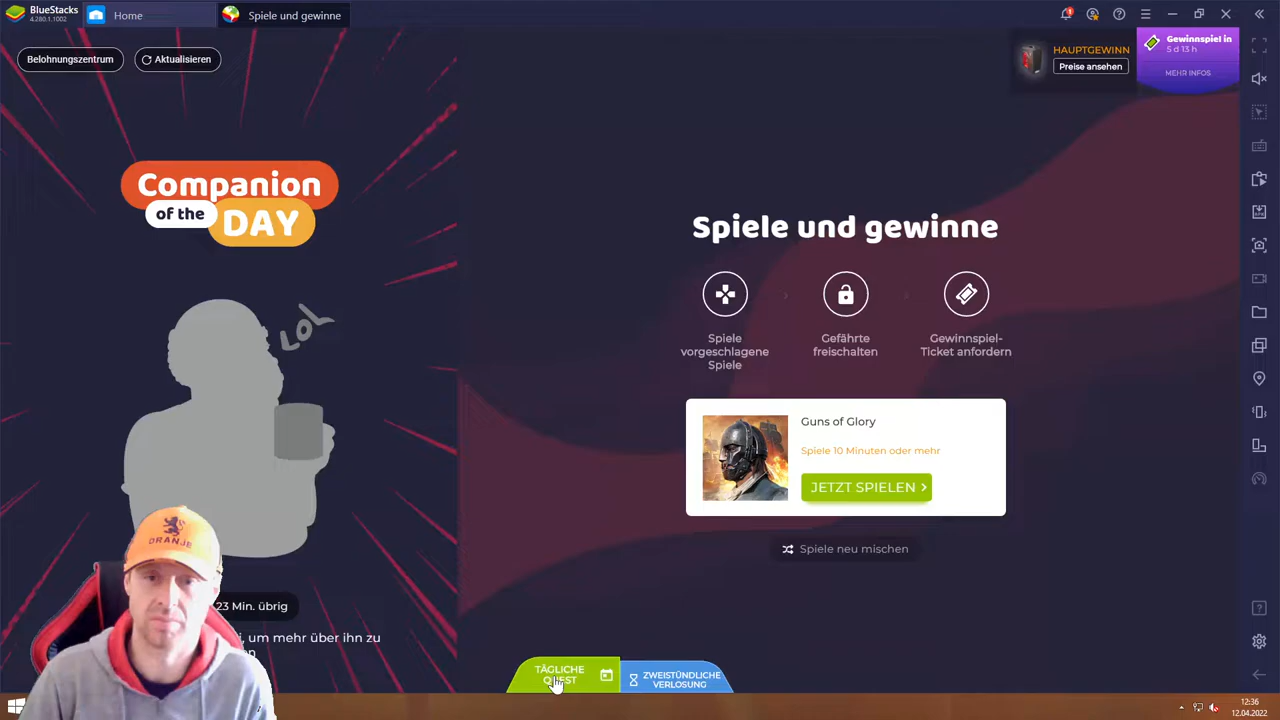 BlueStacks
4.280.1.1002
Home
Spiele und gewinne
Belohnungszentrum
Aktualisieren
HAUPTGEWINN
Preise ansehen
Gewinnspiel in
5 d 13 h
MEHR INFOS
Companion
of the
DAY
LOL
Spiele und gewinne
Spiele
vorgeschlagene
Spiele
Gefährte
freischalten
Gewinnspiel-
Ticket anfordern
Guns of Glory
Spiele 10 Minuten oder mehr
JETZT SPIELEN
Spiele neu mischen
ORANJE
23 Min. übrig
, um mehr über ihn zu
TÄGLICHE
QUEST
ZWEISTÜNDLICHE
VERLOSUNG
12:36
12.04.2022